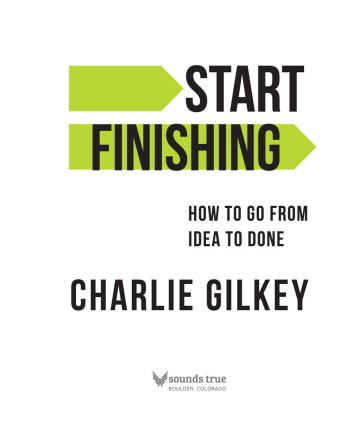 START
FINISHING
HOW TO GO FROM
IDEA TO DONE
CHARLIE GILKEY
sounds true
BOULDER, COLORADO